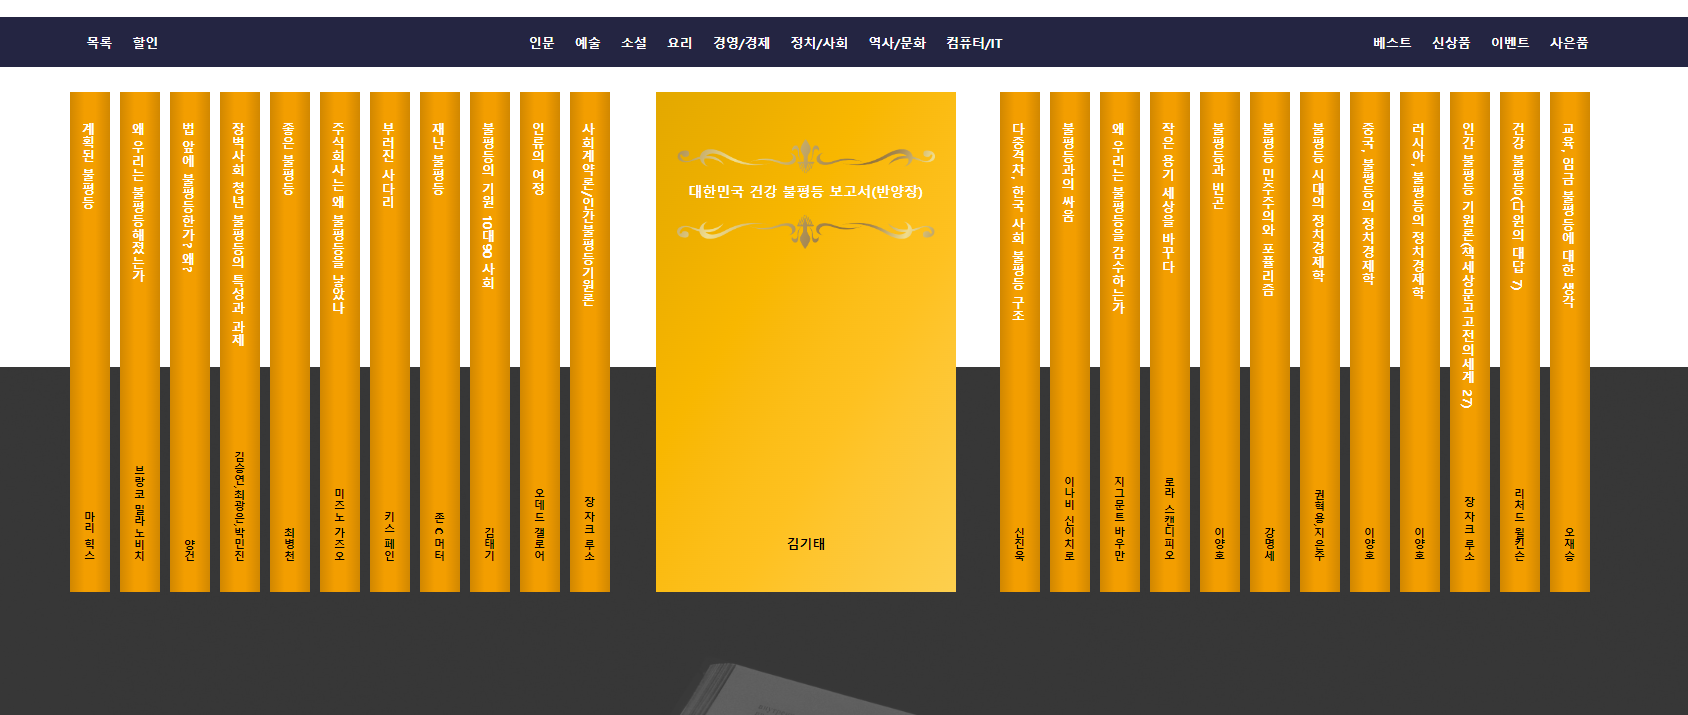 목록 할인 인문 예술 소설 요리 경영/경제 정치/사회 역사/문화 컴퓨터/IT 베스트 신상품 이벤트 사은품
계획된 불평등
마리 힉스
왜 우리는 불평등해졌는가
브랑코 밀라노비치
법 앞에 불평등한가? 왜?
양건
장벽사회 청년 불평등의 특성과 과제
김승연,최광은,박민진
좋은 불평등
최병천
주식회사는 왜 불평등을 낳았나
미즈노 가즈오
부러진 사다리
키스 페인
재난 불평등
존 C 머터
불평등의 기원 10대90 사회
김태기
인류의 여정
오데드 갤로어
사회계약론/인간불평등기원론
장 자크 루소
대한민국 건강 불평등 보고서(반양장)
김기태
다중격차, 한국 사회 불평등 구조
신진욱
불평등과의 싸움
이나비 신이치로
왜 우리는 불평등을 감수하는가
지그문트 바우만
작은 용기 세상을 바꾸다
로라 스캔디피오
불평등과 빈곤
이양호
불평등 민주주의와 포퓰리즘
강명세
불평등 시대의 정치경제학
권혁용,지은주
중국, 불평등의 정치경제학
이양호
러시아, 불평등의 정치경제학
이양호
인간 불평등 기원론,(책세상문고고전의세계 27)
장 자크 루소
건강 불평등(다윈의 대답 7)
리처드 윌킨슨
교육, 임금 불평등에 대한 생각
오재승